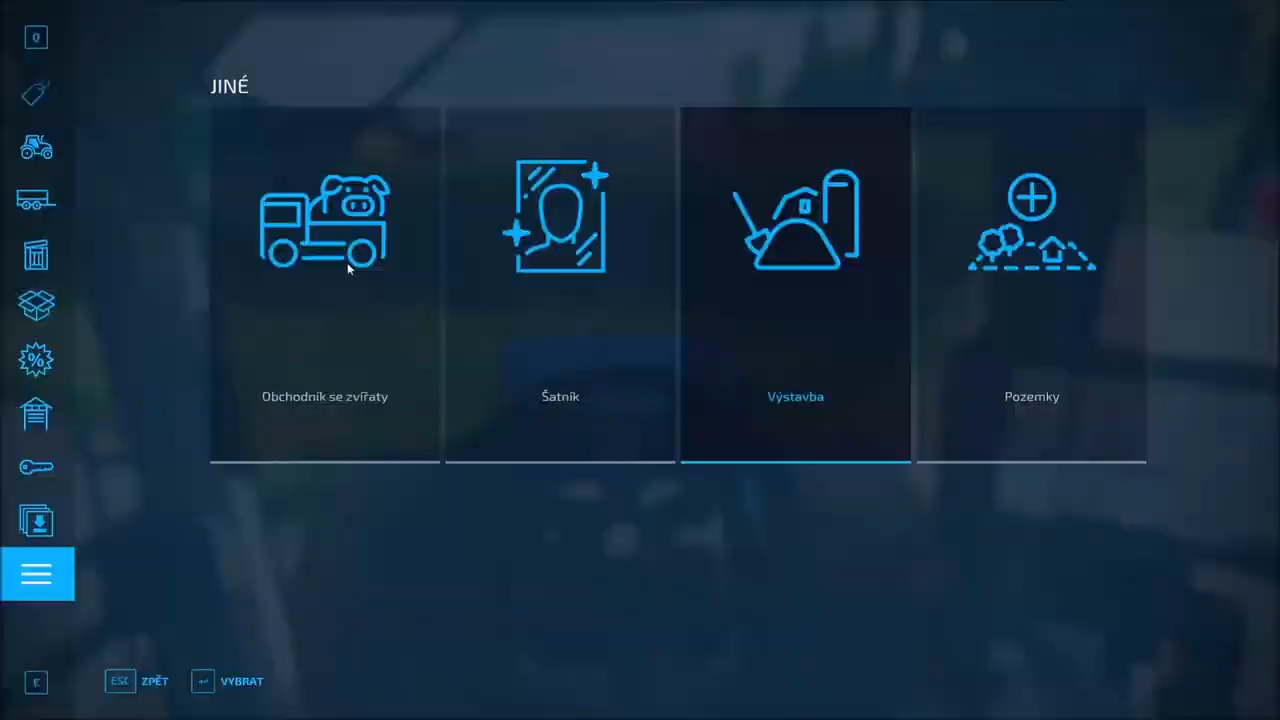 Q
JINÉ
%
Obchodník se zvířaty
Šatník
Výstavba
Pozemky
E
ESC ZPĚT
VYBRAT